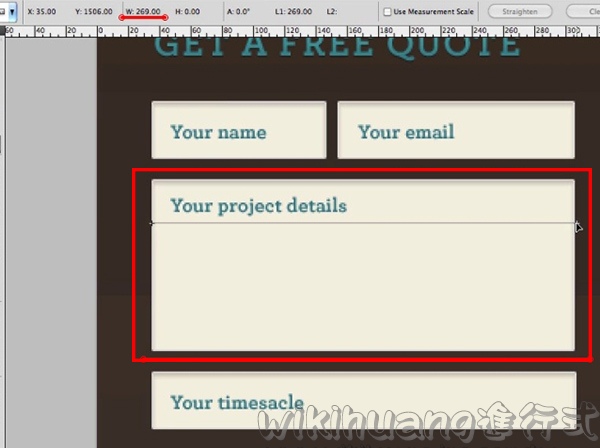 X: 35.00 Y: 1506.00 W: 269.00 H: 0.00 A: 0.0° L1: 269.00 L2: Use Measurement Scale Straighten Cle
60 40 20 0 20 40 60 80 100 120 140 160 180 200 220 240 260 280 300
GET A FREE QUOTE
Your name Your email
Your project details
Your timesacle
wikihuang進行式